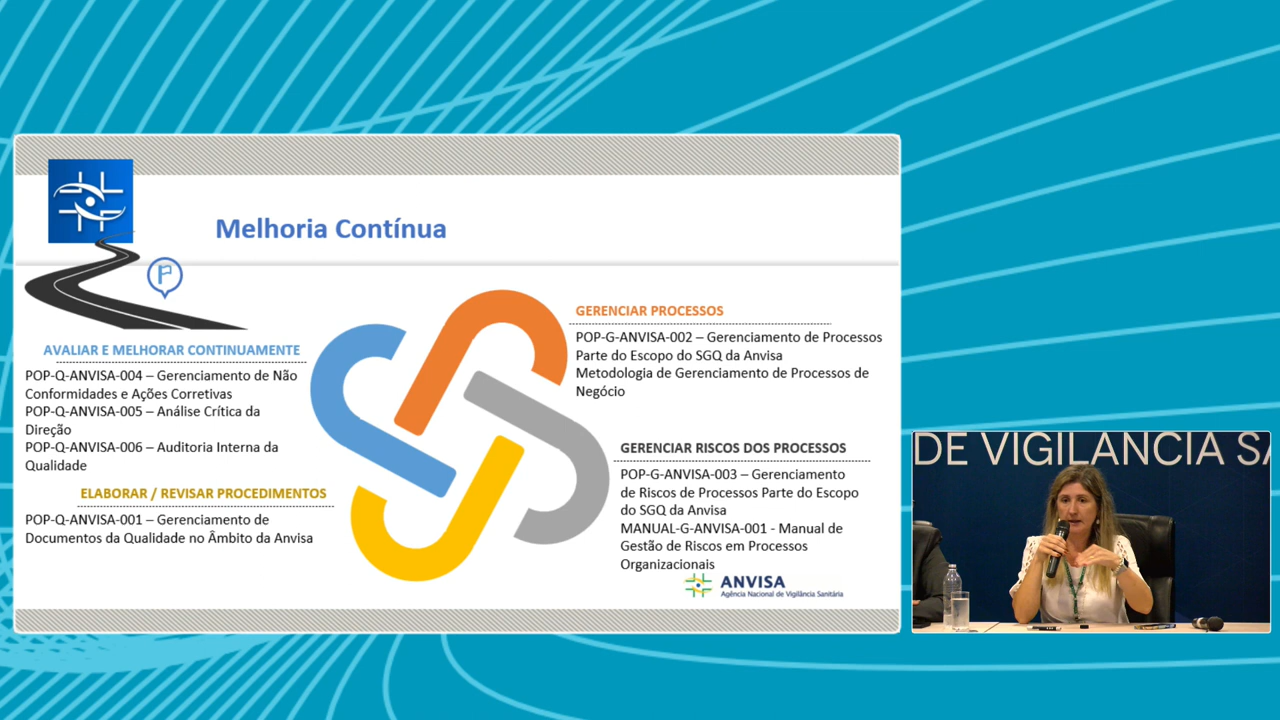 Melhoria Contínua
AVALIAR E MELHORAR CONTINUAMENTE
POP-Q-ANVISA-004 – Gerenciamento de Não
Conformidades e Ações Corretivas
POP-Q-ANVISA-005 – Análise Crítica da
Direção
POP-Q-ANVISA-006 – Auditoria Interna da
Qualidade
ELABORAR / REVISAR PROCEDIMENTOS
POP-Q-ANVISA-001 – Gerenciamento de
Documentos da Qualidade no Âmbito da Anvisa
GERENCIAR PROCESSOS
POP-G-ANVISA-002 – Gerenciamento de Processos
Parte do Escopo do SGQ da Anvisa
Metodologia de Gerenciamento de Processos de
Negócio
GERENCIAR RISCOS DOS PROCESSOS
POP-G-ANVISA-003 – Gerenciamento
de Riscos de Processos Parte do Escopo
do SGQ da Anvisa
MANUAL-G-ANVISA-001 - Manual de
Gestão de Riscos em Processos
Organizacionais
ANVISA
Agência Nacional de Vigilância Sanitária
DE VIGILANCIA SA